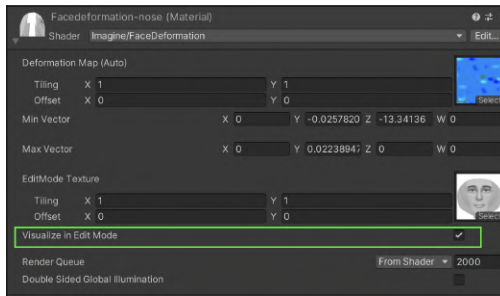 Facedeformation-nose (Material)
Shader Imagine/FaceDeformation Edit...
Deformation Map (Auto)
Tiling X 1 Y 1
Offset X 0 Y 0
Select
Min Vector X 0 Y -0.0257820 Z -13.34136 W 0
Max Vector X 0 Y 0.02238947 Z 0 W 0
EditMode Texture
Tiling X 1 Y 1
Offset X 0 Y 0
Select
Visualize in Edit Mode
Render Queue From Shader 2000
Double Sided Global Illumination